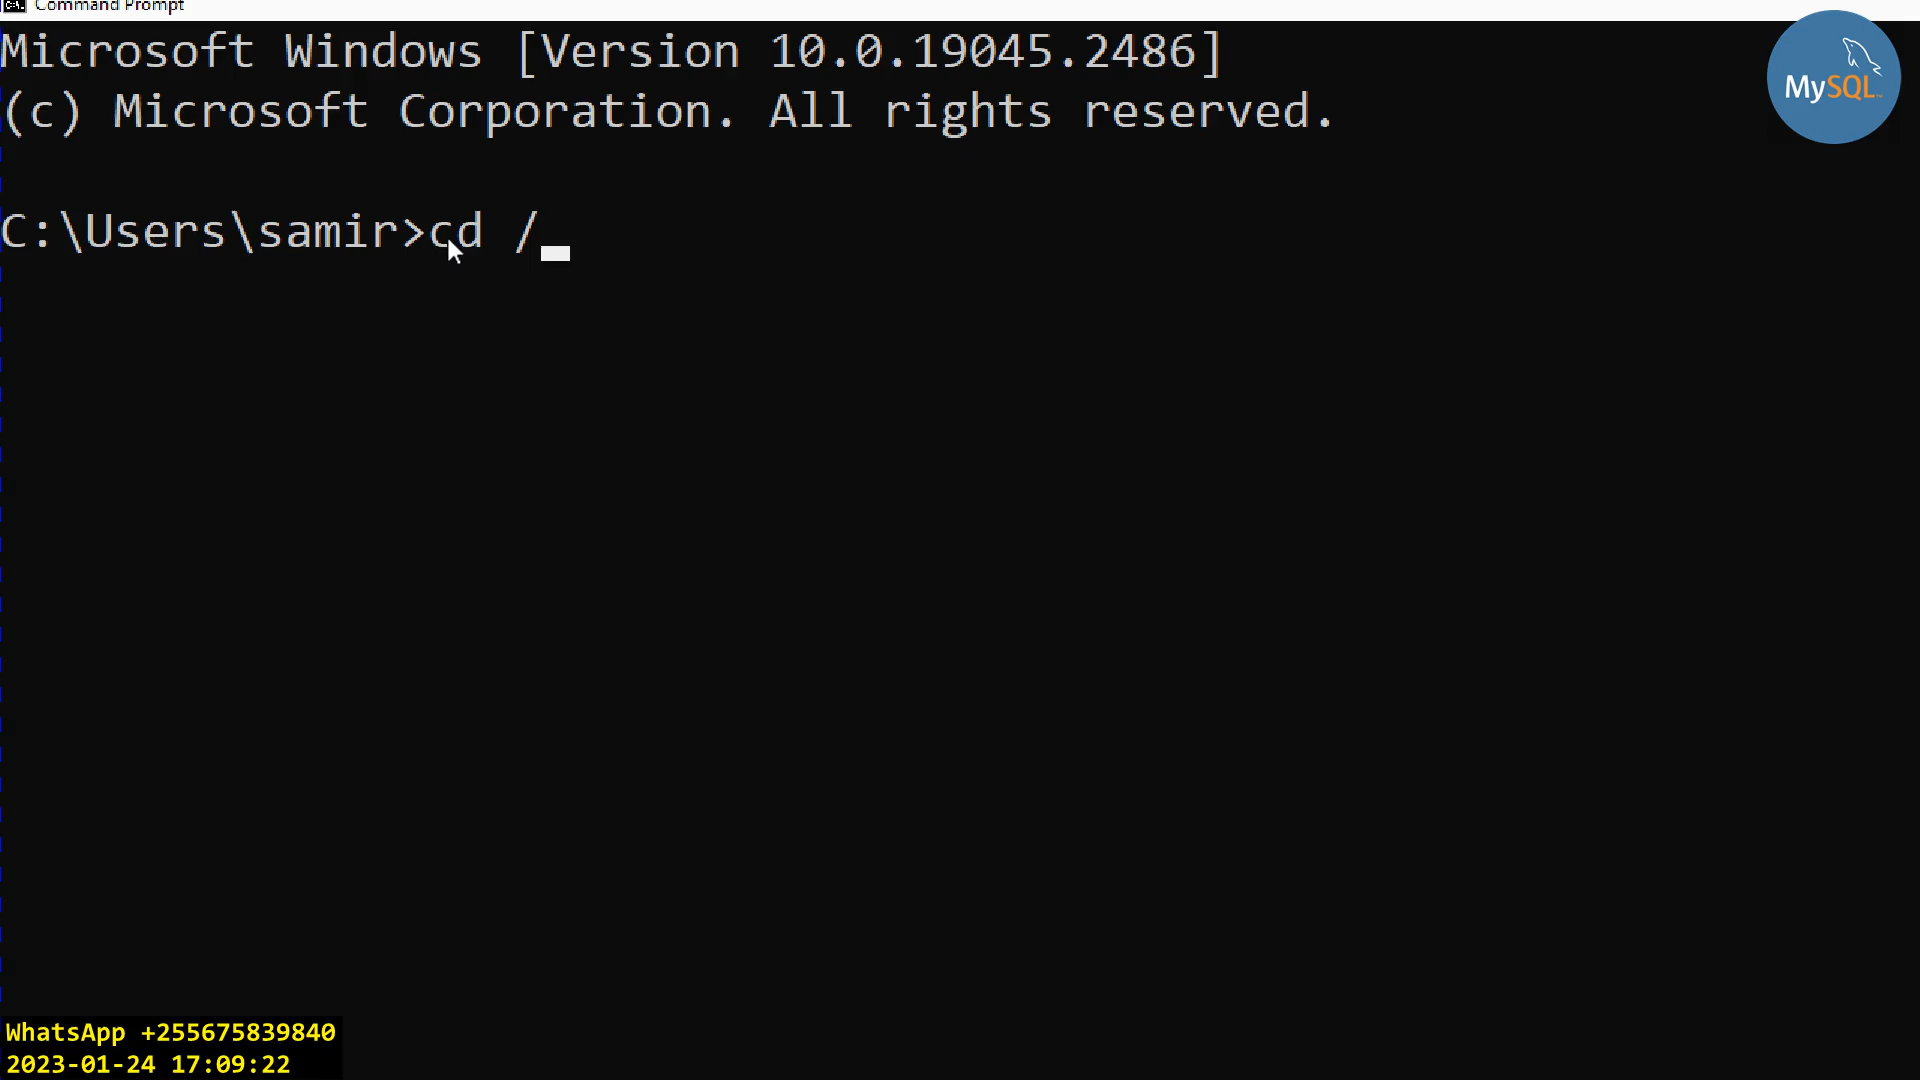 Command Prompt
Microsoft Windows [Version 10.0.19045.2486]
(c) Microsoft Corporation. All rights reserved.
C:\Users\samir>cd /
MySQL™
WhatsApp +255675839840
2023-01-24 17:09:22